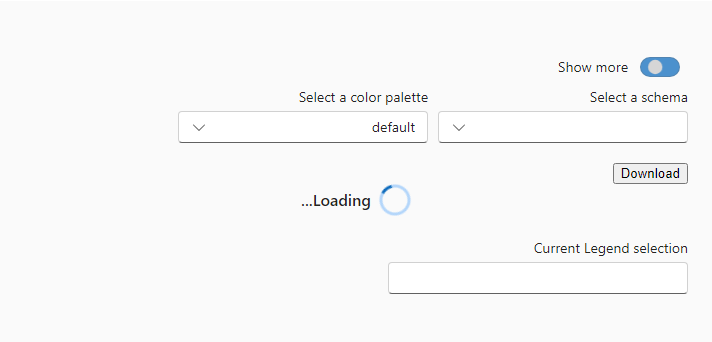 Show more
Select a schema
Select a color palette
default
Download
...Loading
Current Legend selection